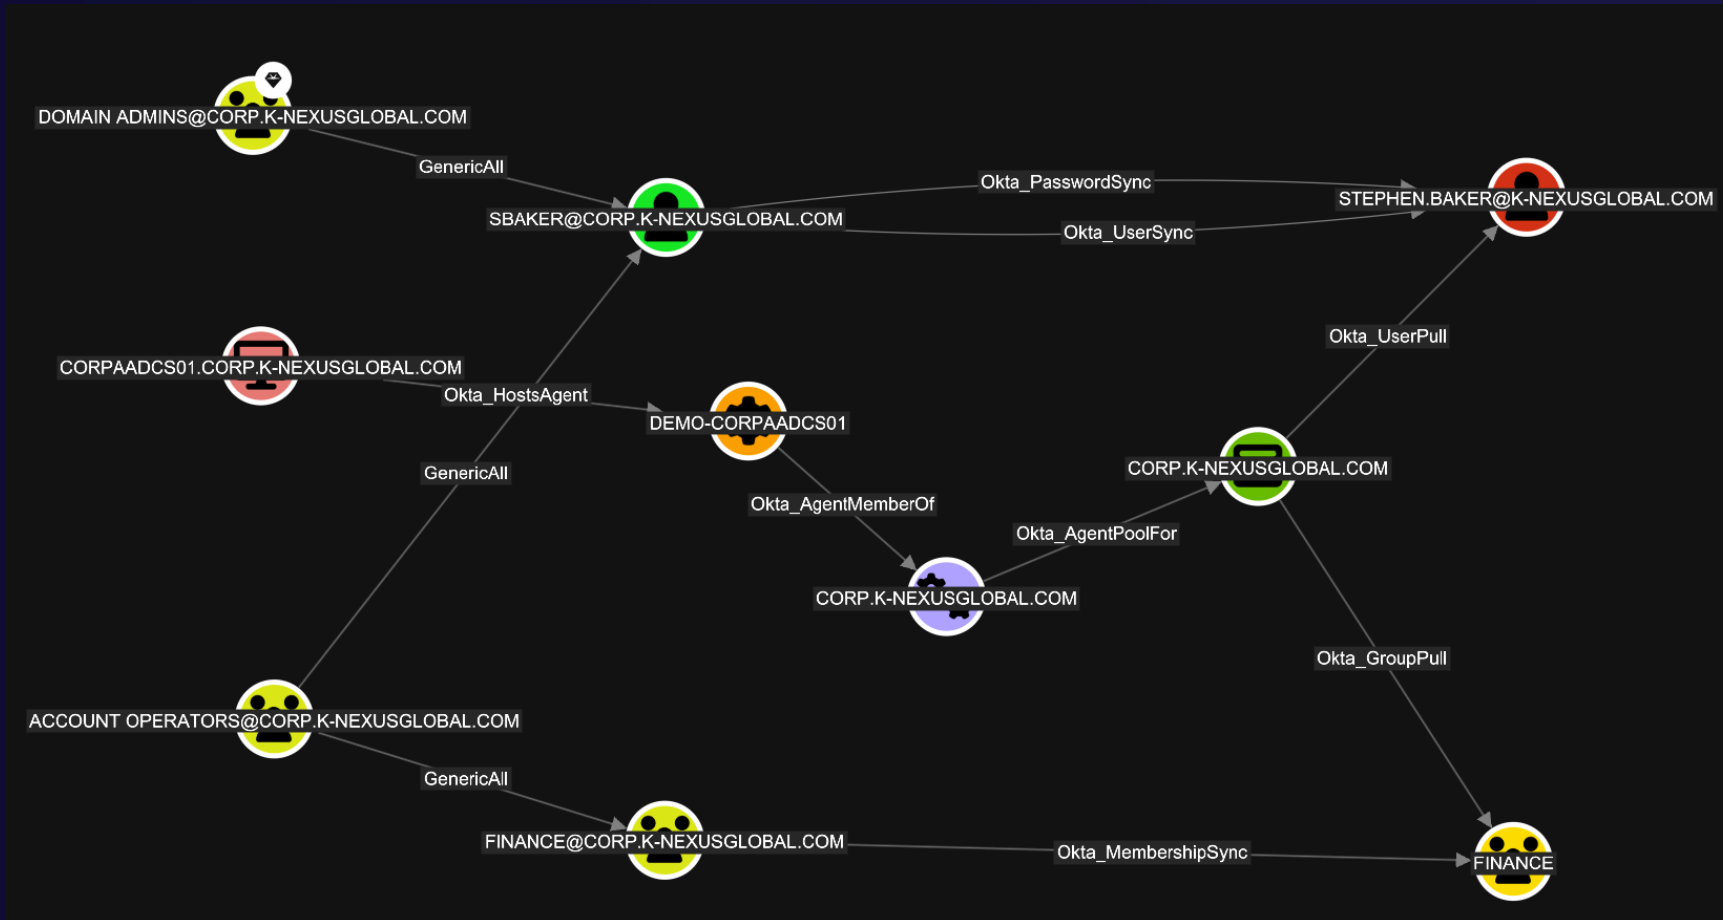 DOMAIN ADMINS@CORP.K-NEXUSGLOBAL.COM
GenericAll
Okta_PasswordSync
STEPHEN.BAKER@K-NEXUSGLOBAL.COM
SBAKER@CORP.K-NEXUSGLOBAL.COM
Okta_UserSync
Okta_UserPull
CORPAADCS01.CORP.K-NEXUSGLOBAL.COM
Okta_HostsAgent
DEMO-CORPAADCS01
GenericAll
CORP.K-NEXUSGLOBAL.COM
Okta_AgentMemberOf
Okta_AgentPoolFor
CORP.K-NEXUSGLOBAL.COM
Okta_GroupPull
ACCOUNT OPERATORS@CORP.K-NEXUSGLOBAL.COM
GenericAll
FINANCE@CORP.K-NEXUSGLOBAL.COM
Okta_MembershipSync
FINANCE